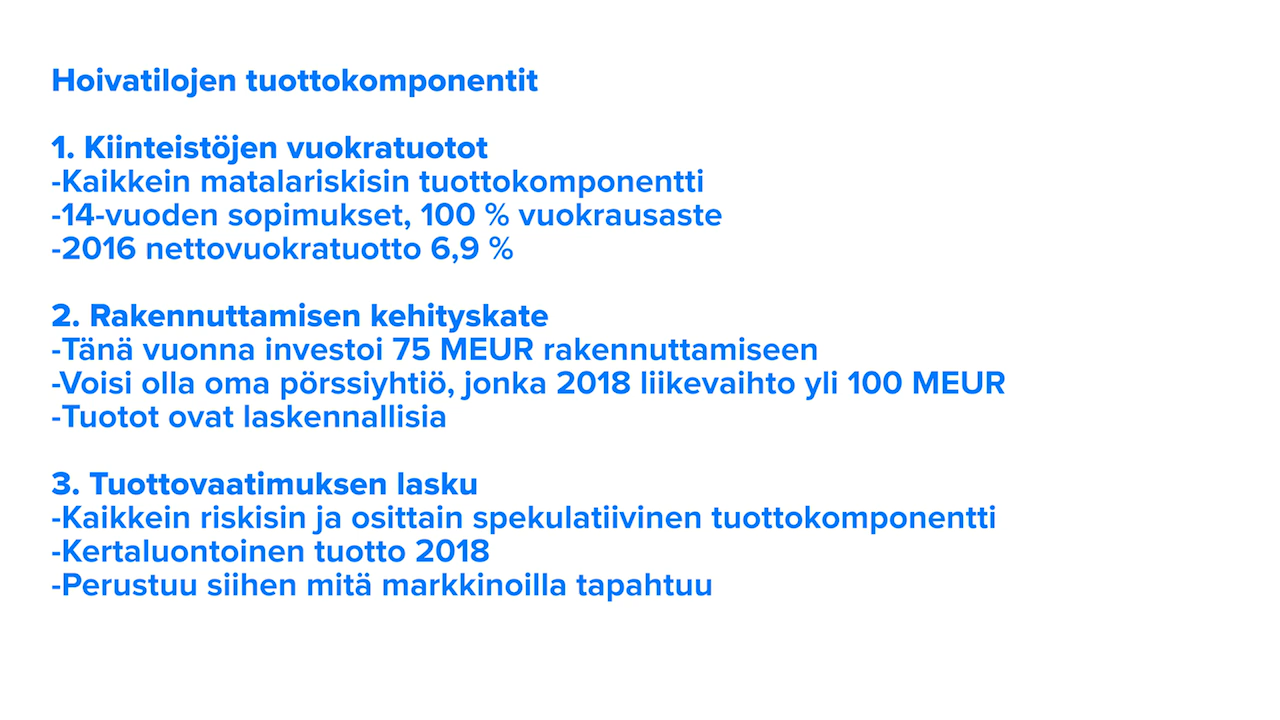 Hoivatilojen tuottokomponentit
1. Kiinteistöjen vuokratuotot
-Kaikkein matalariskisin tuottokomponentti
-14-vuoden sopimukset, 100 % vuokrausaste
-2016 nettovuokratuotto 6,9 %
2. Rakennuttamisen kehityskate
-Tänä vuonna investoi 75 MEUR rakennuttamiseen
-Voisi olla oma pörssiyhtiö, jonka 2018 liikevaihto yli 100 MEUR
-Tuotot ovat laskennallisia
3. Tuottovaatimuksen lasku
-Kaikkein riskisin ja osittain spekulatiivinen tuottokomponentti
-Kertaluontoinen tuotto 2018
-Perustuu siihen mitä markkinoilla tapahtuu